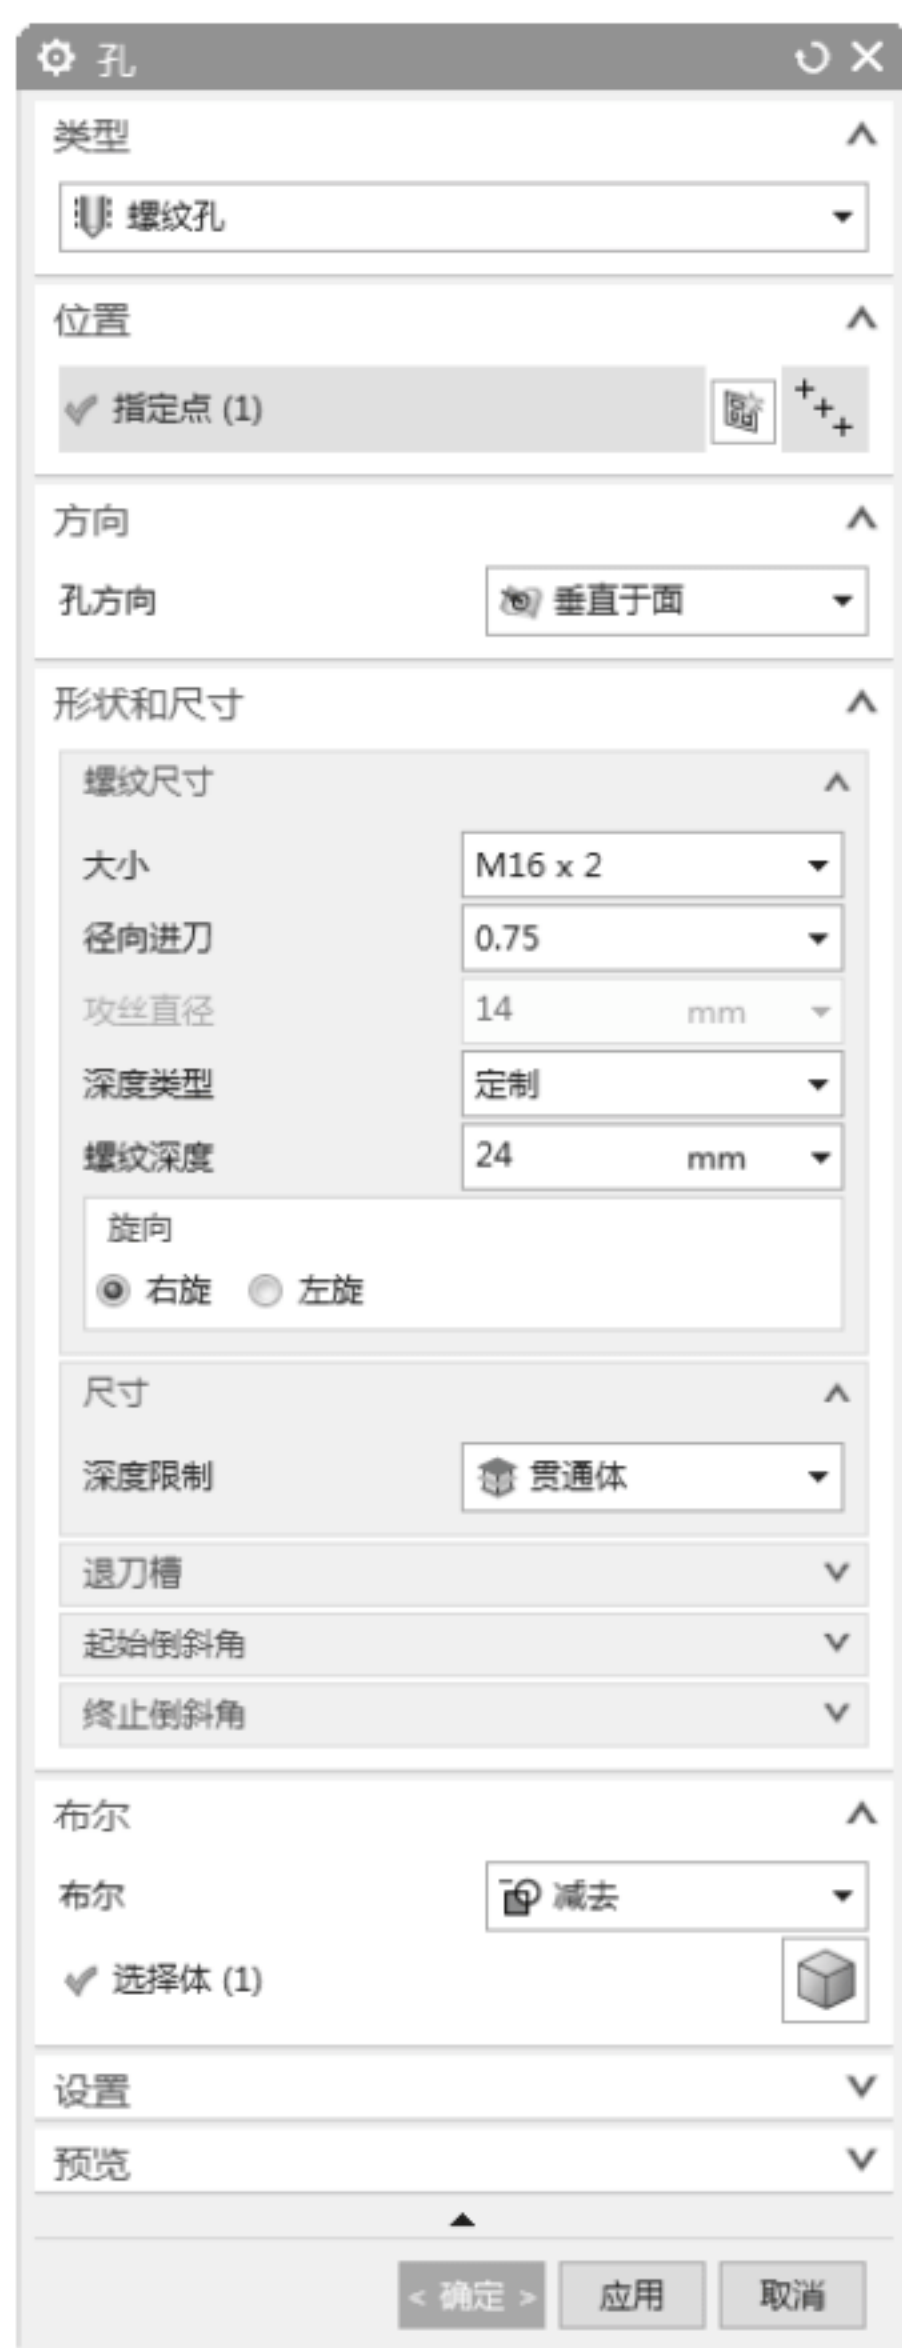 孔
类型
螺纹孔
位置
指定点 (1)
方向
孔方向 垂直于面
形状和尺寸
螺纹尺寸
大小 M16 x 2
径向进刀 0.75
攻丝直径 14 mm
深度类型 定制
螺纹深度 24 mm
旋向
右旋 左旋
尺寸
深度限制 贯通体
退刀槽
起始倒斜角
终止倒斜角
布尔
布尔 减去
选择体 (1)
设置
预览
< 确定 > 应用 取消